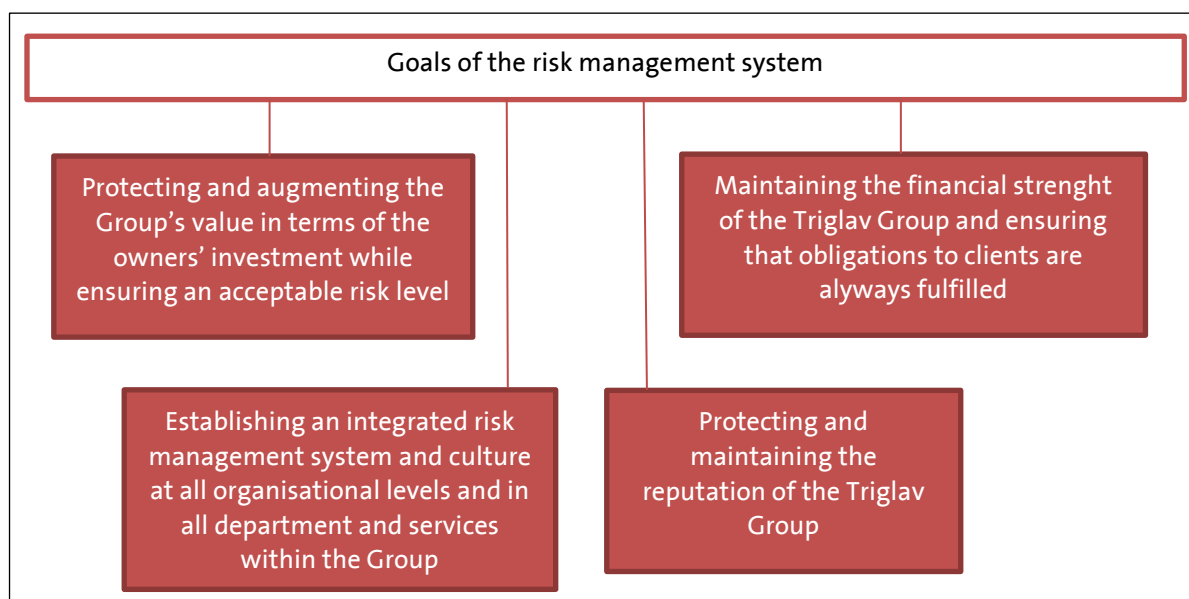 Goals of the risk management system
Protecting and augmenting the
Group’s value in terms of the
owners’ investment while
ensuring an acceptable risk level
Maintaining the financial strenght
of the Triglav Group and ensuring
that obligations to clients are
alyways fulfilled
Establishing an integrated risk
management system and culture
at all organisational levels and in
all department and services
within the Group
Protecting and
maintaining the
reputation of the Triglav
Group